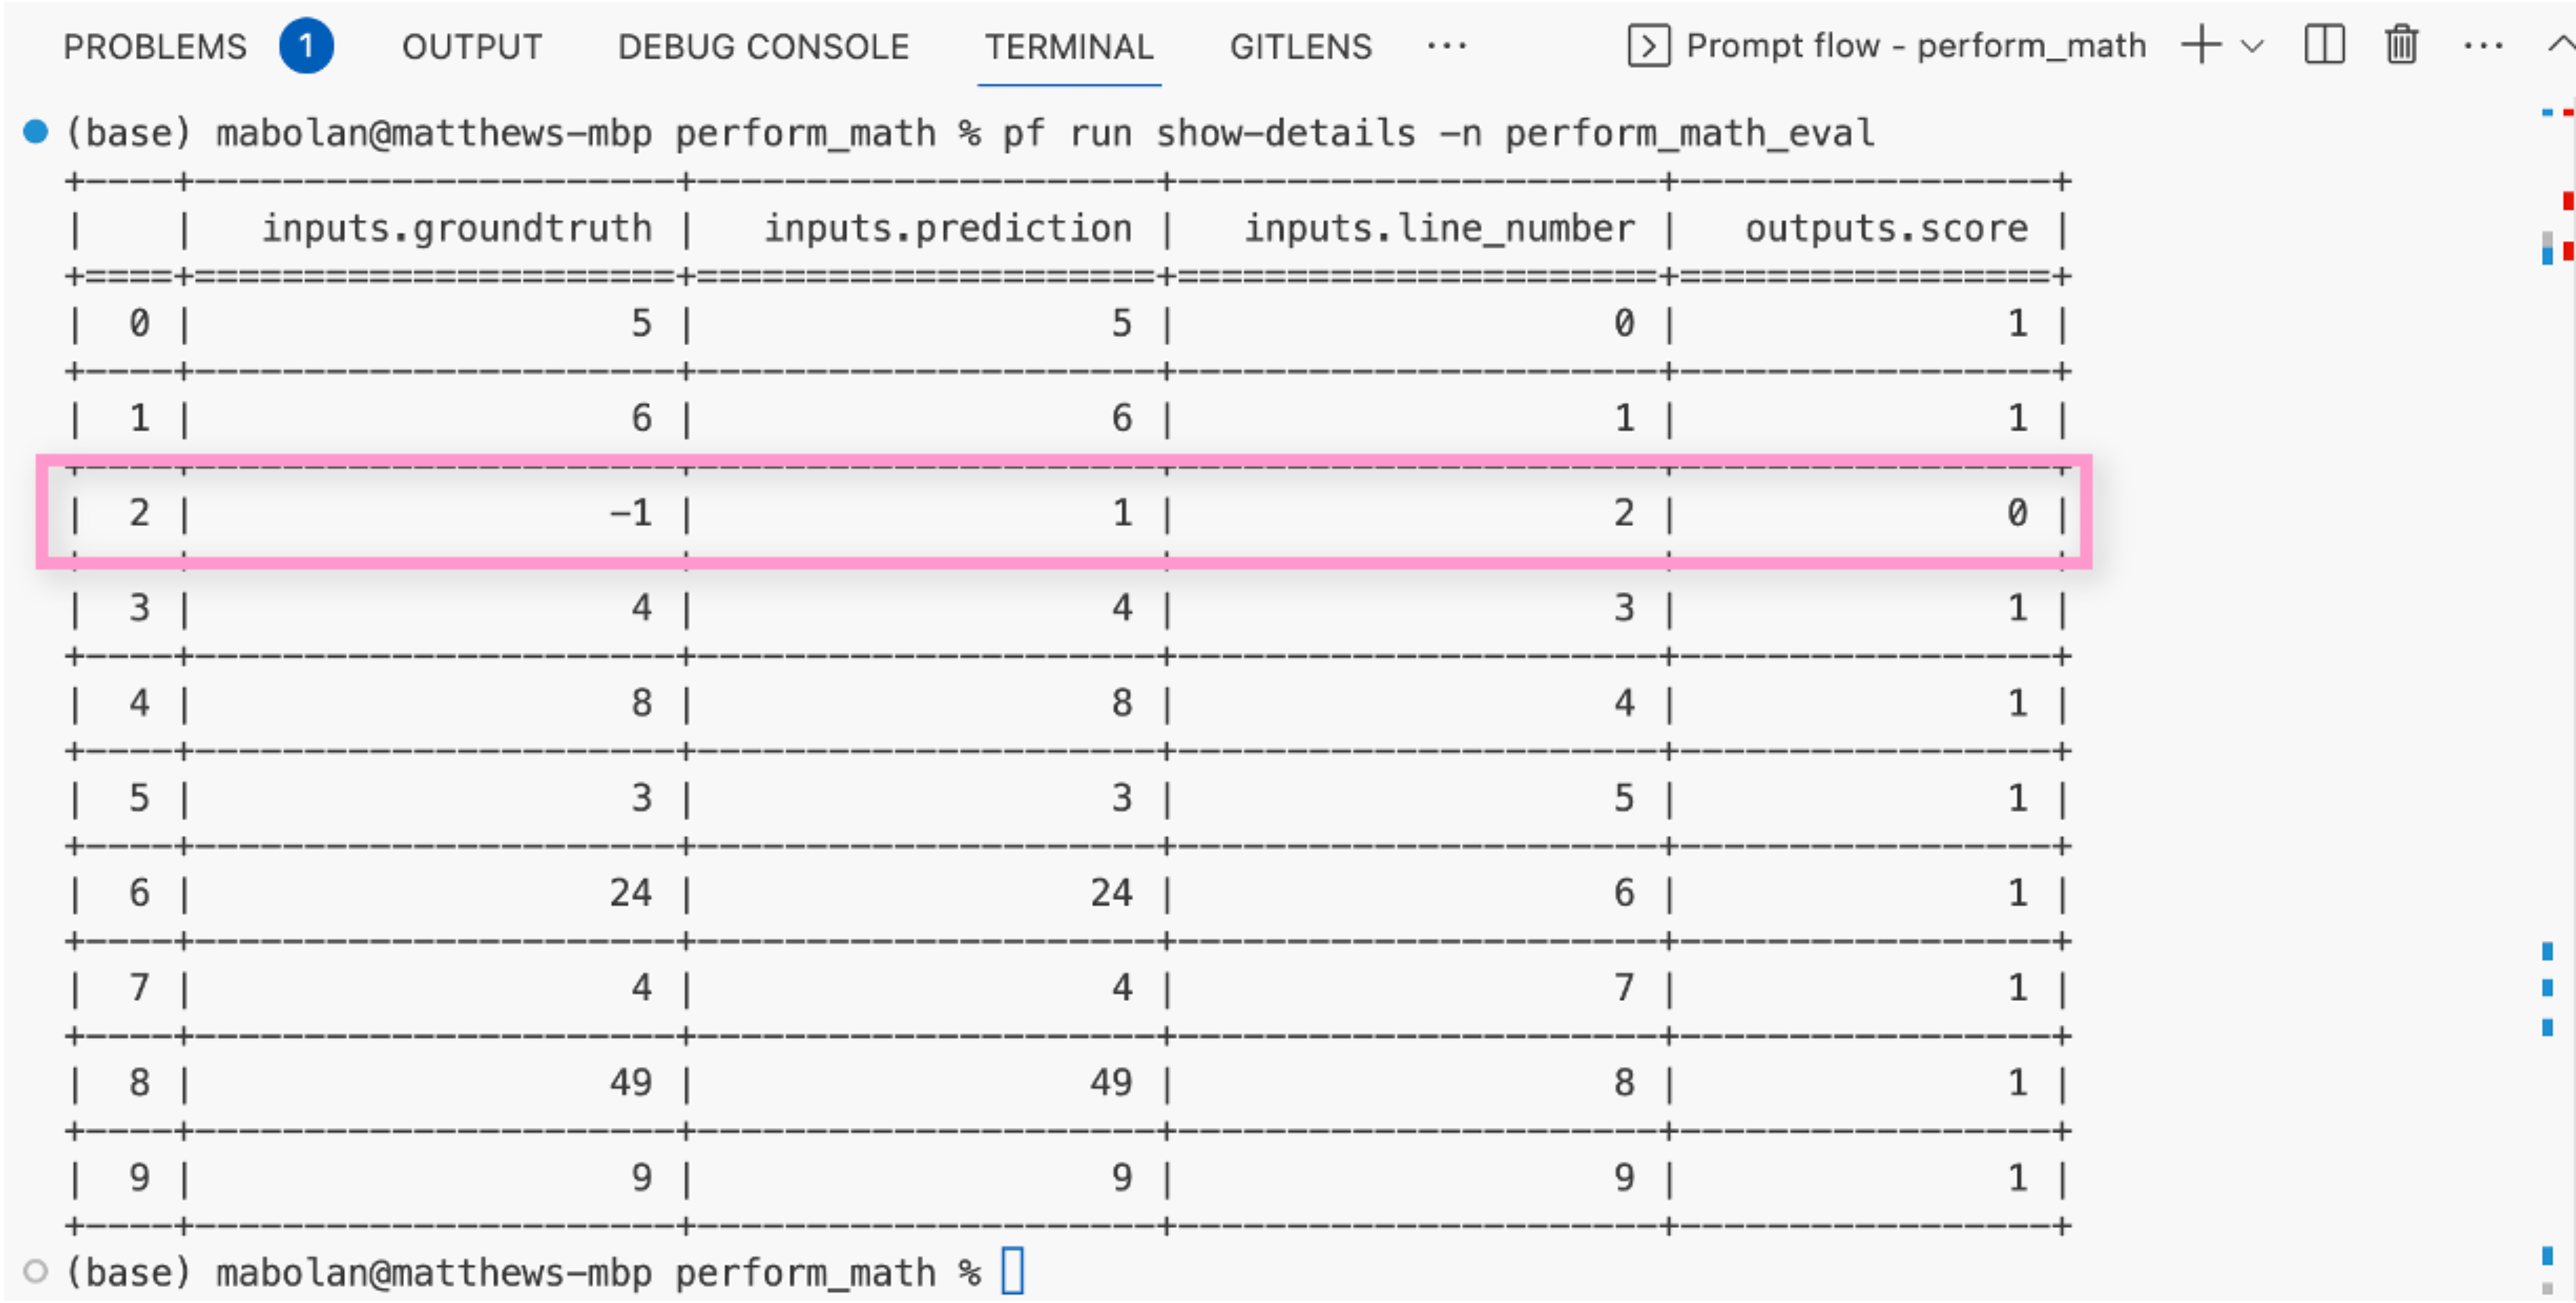 PROBLEMS 1 OUTPUT DEBUG CONSOLE TERMINAL GITLENS ... Prompt flow - perform_math ...
(base) mabolan@matthews-mbp perform_math % pf run show-details -n perform_math_eval
+----+----------------------+---------------------+----------------------+-----------------+
|    |   inputs.groundtruth |   inputs.prediction |   inputs.line_number |   outputs.score |
+====+======================+=====================+======================+=================+
|  0 |                    5 |                   5 |                    0 |               1 |
+----+----------------------+---------------------+----------------------+-----------------+
|  1 |                    6 |                   6 |                    1 |               1 |
+----+----------------------+---------------------+----------------------+-----------------+
|  2 |                   -1 |                   1 |                    2 |               0 |
+----+----------------------+---------------------+----------------------+-----------------+
|  3 |                    4 |                   4 |                    3 |               1 |
+----+----------------------+---------------------+----------------------+-----------------+
|  4 |                    8 |                   8 |                    4 |               1 |
+----+----------------------+---------------------+----------------------+-----------------+
|  5 |                    3 |                   3 |                    5 |               1 |
+----+----------------------+---------------------+----------------------+-----------------+
|  6 |                   24 |                  24 |                    6 |               1 |
+----+----------------------+---------------------+----------------------+-----------------+
|  7 |                    4 |                   4 |                    7 |               1 |
+----+----------------------+---------------------+----------------------+-----------------+
|  8 |                   49 |                  49 |                    8 |               1 |
+----+----------------------+---------------------+----------------------+-----------------+
|  9 |                    9 |                   9 |                    9 |               1 |
+----+----------------------+---------------------+----------------------+-----------------+
(base) mabolan@matthews-mbp perform_math %